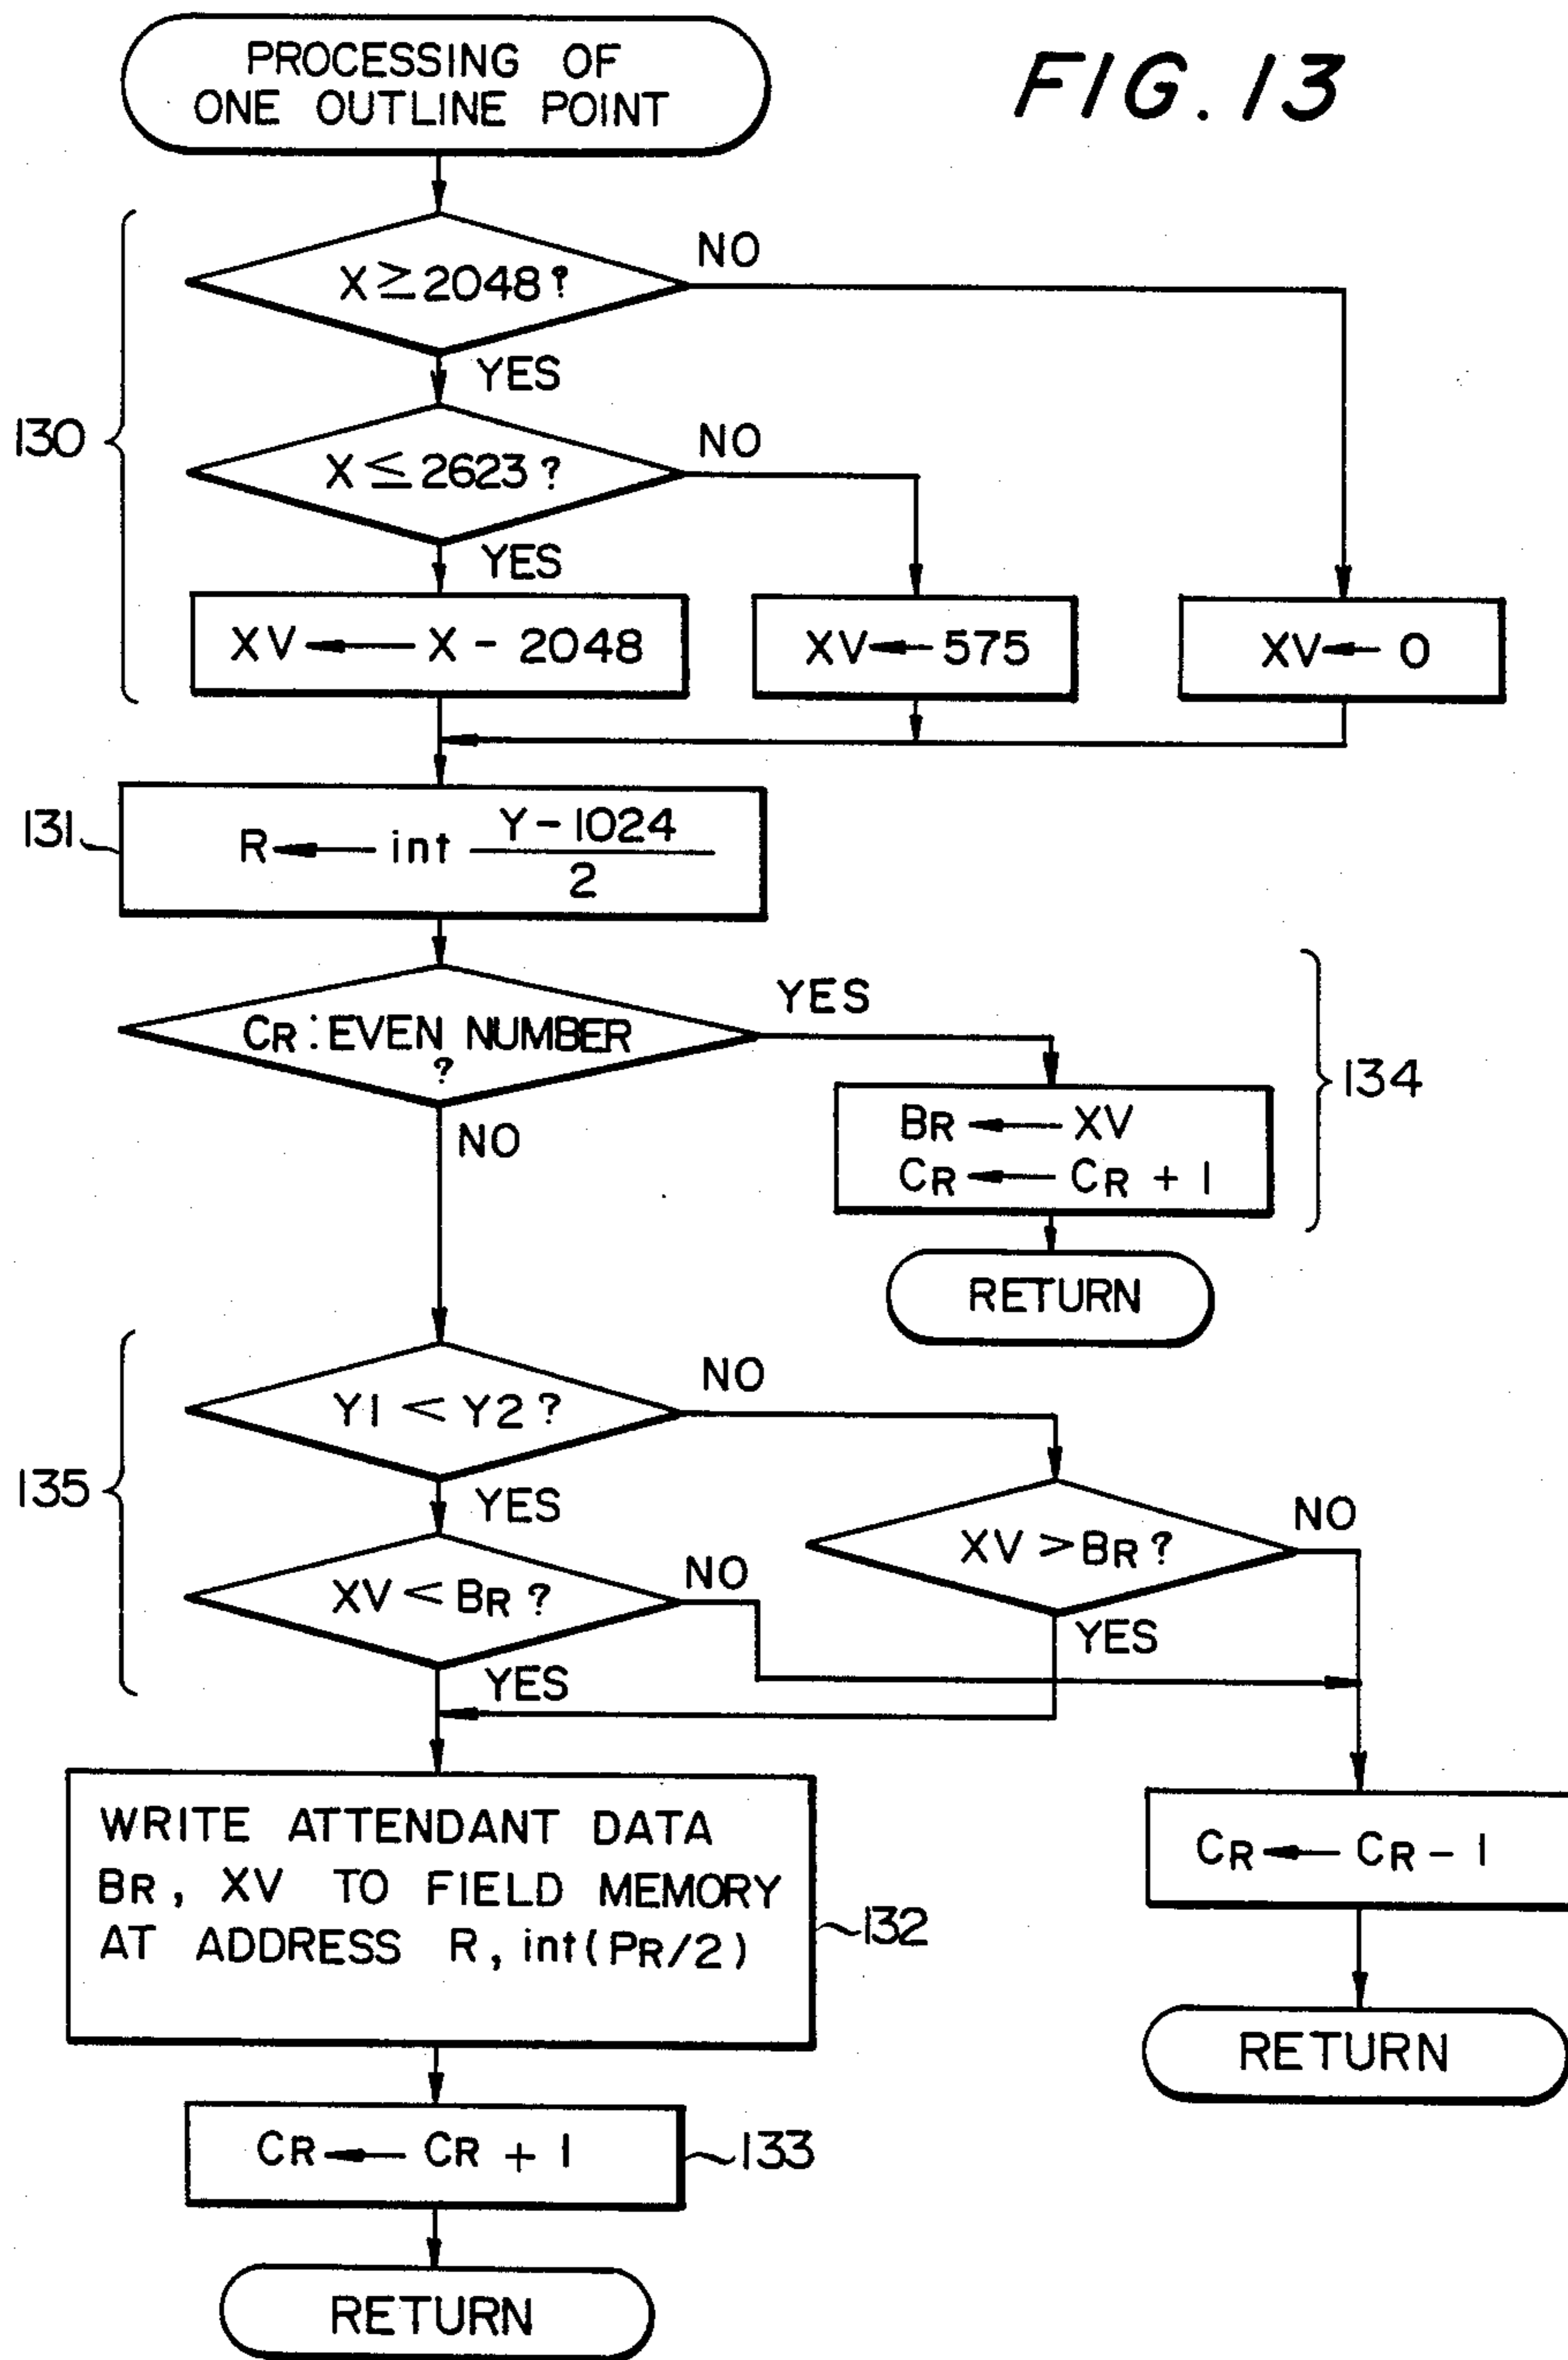 PROCESSING OF
ONE OUTLINE POINT
FIG. 13
X ≧ 2048 ?
NO
YES
130
X ≦ 2623 ?
NO
YES
XV ← X - 2048
XV ← 575
XV ← 0
131
R ← int Y - 1024
2
CR : EVEN NUMBER
?
YES
NO
134
BR ← XV
CR ← CR + 1
RETURN
135
Y1 < Y2 ?
NO
YES
XV > BR ?
NO
YES
XV < BR ?
NO
YES
WRITE ATTENDANT DATA
BR, XV TO FIELD MEMORY
AT ADDRESS R, int(PR/2)
132
CR ← CR - 1
RETURN
CR ← CR + 1
133
RETURN